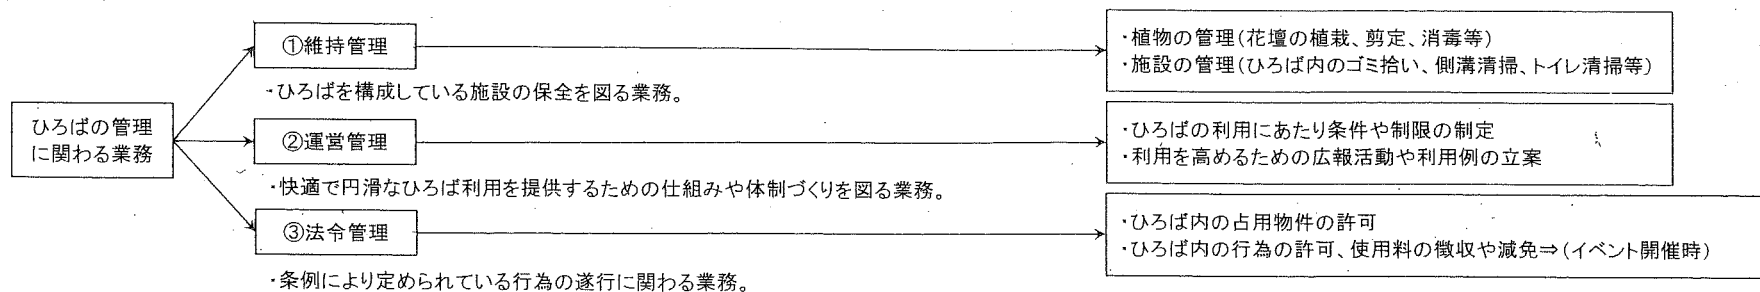 ひろばの管理
に関わる業務
①維持管理
・ひろばを構成している施設の保全を図る業務。
・植物の管理(花壇の植栽、剪定、消毒等)
・施設の管理(ひろば内のゴミ拾い、側溝清掃、トイレ清掃等)
②運営管理
・快適で円滑なひろば利用を提供するための仕組みや体制づくりを図る業務。
・ひろばの利用にあたり条件や制限の制定
・利用を高めるための広報活動や利用例の立案
③法令管理
・条例により定められている行為の遂行に関わる業務。
・ひろば内の占用物件の許可
・ひろば内の行為の許可、使用料の徴収や減免⇒(イベント開催時)